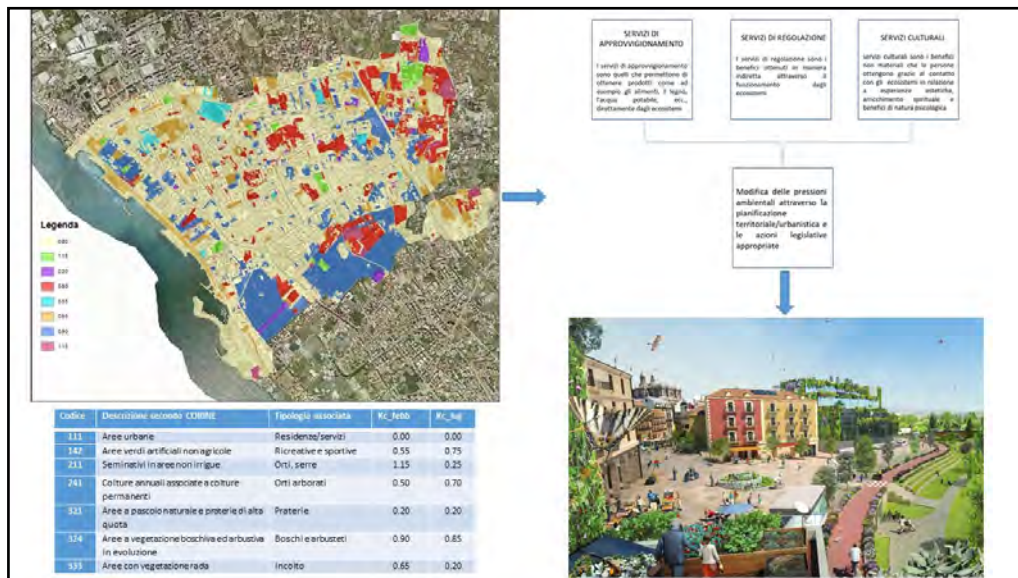 Legenda
SERVIZI DI
APPROVVIGIONAMENTO
I servizi di approvvigionamento
sono quelli che permettono di
ottenere prodotti come ad
esempio gli alimenti, il legno,
l'acqua potabile, ecc.,
direttamente dagli ecosistemi
SERVIZI DI REGOLAZIONE
I servizi di regolazione sono i
benefici ottenuti in maniera
indiretta attraverso il
funzionamento degli
ecosistemi
SERVIZI CULTURALI
servizi culturali sono i benefici
non materiali che le persone
ottengono grazie al contatto
con gli ecosistemi in relazione
a esperienze estetiche,
arricchimento spirituale e
benefici di natura psicologica.
Modifica delle pressioni
ambientali attraverso la
pianificazione
territoriale/urbanistica e
le azioni legislative
appropriate
Codice Descrizione secondo CORINE Tipologia associata Kc_febb Kc_lug
111 Aree urbane Residenze/servizi 0.00 0.00
142 Aree verdi artificiali non agricole Ricreative e sportive 0.55 0.75
211 Seminativi in aree non irrigue Orti, serre 1.15 0.25
241 Colture annuali associate a colture Orti arborati 0.50 0.70
permanenti
321 Aree a pascolo naturale e praterie di alta Praterie 0.20 0.20
quota
324 Aree a vegetazione boschiva ed arbustiva Boschi e arbusteti 0.90 0.85
in evoluzione
333 Aree con vegetazione rada Incolto 0.65 0.20